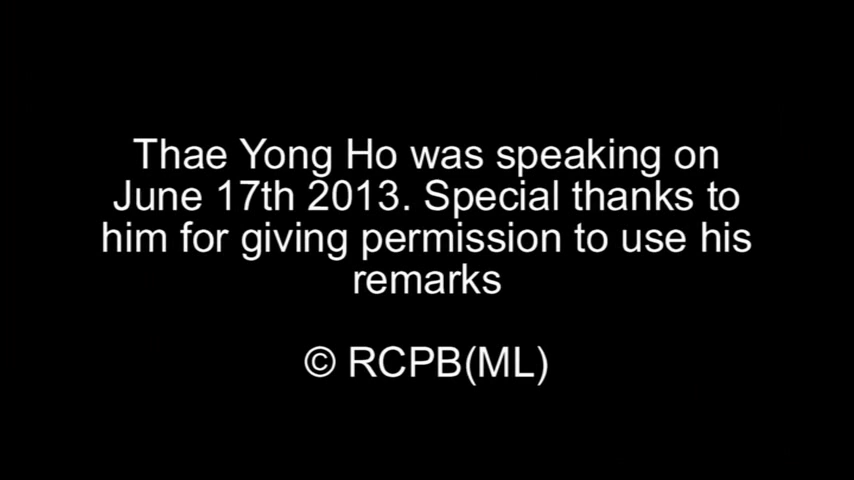 Thae Yong Ho was speaking on
June 17th 2013. Special thanks to
him for giving permission to use his
remarks
© RCPB(ML)